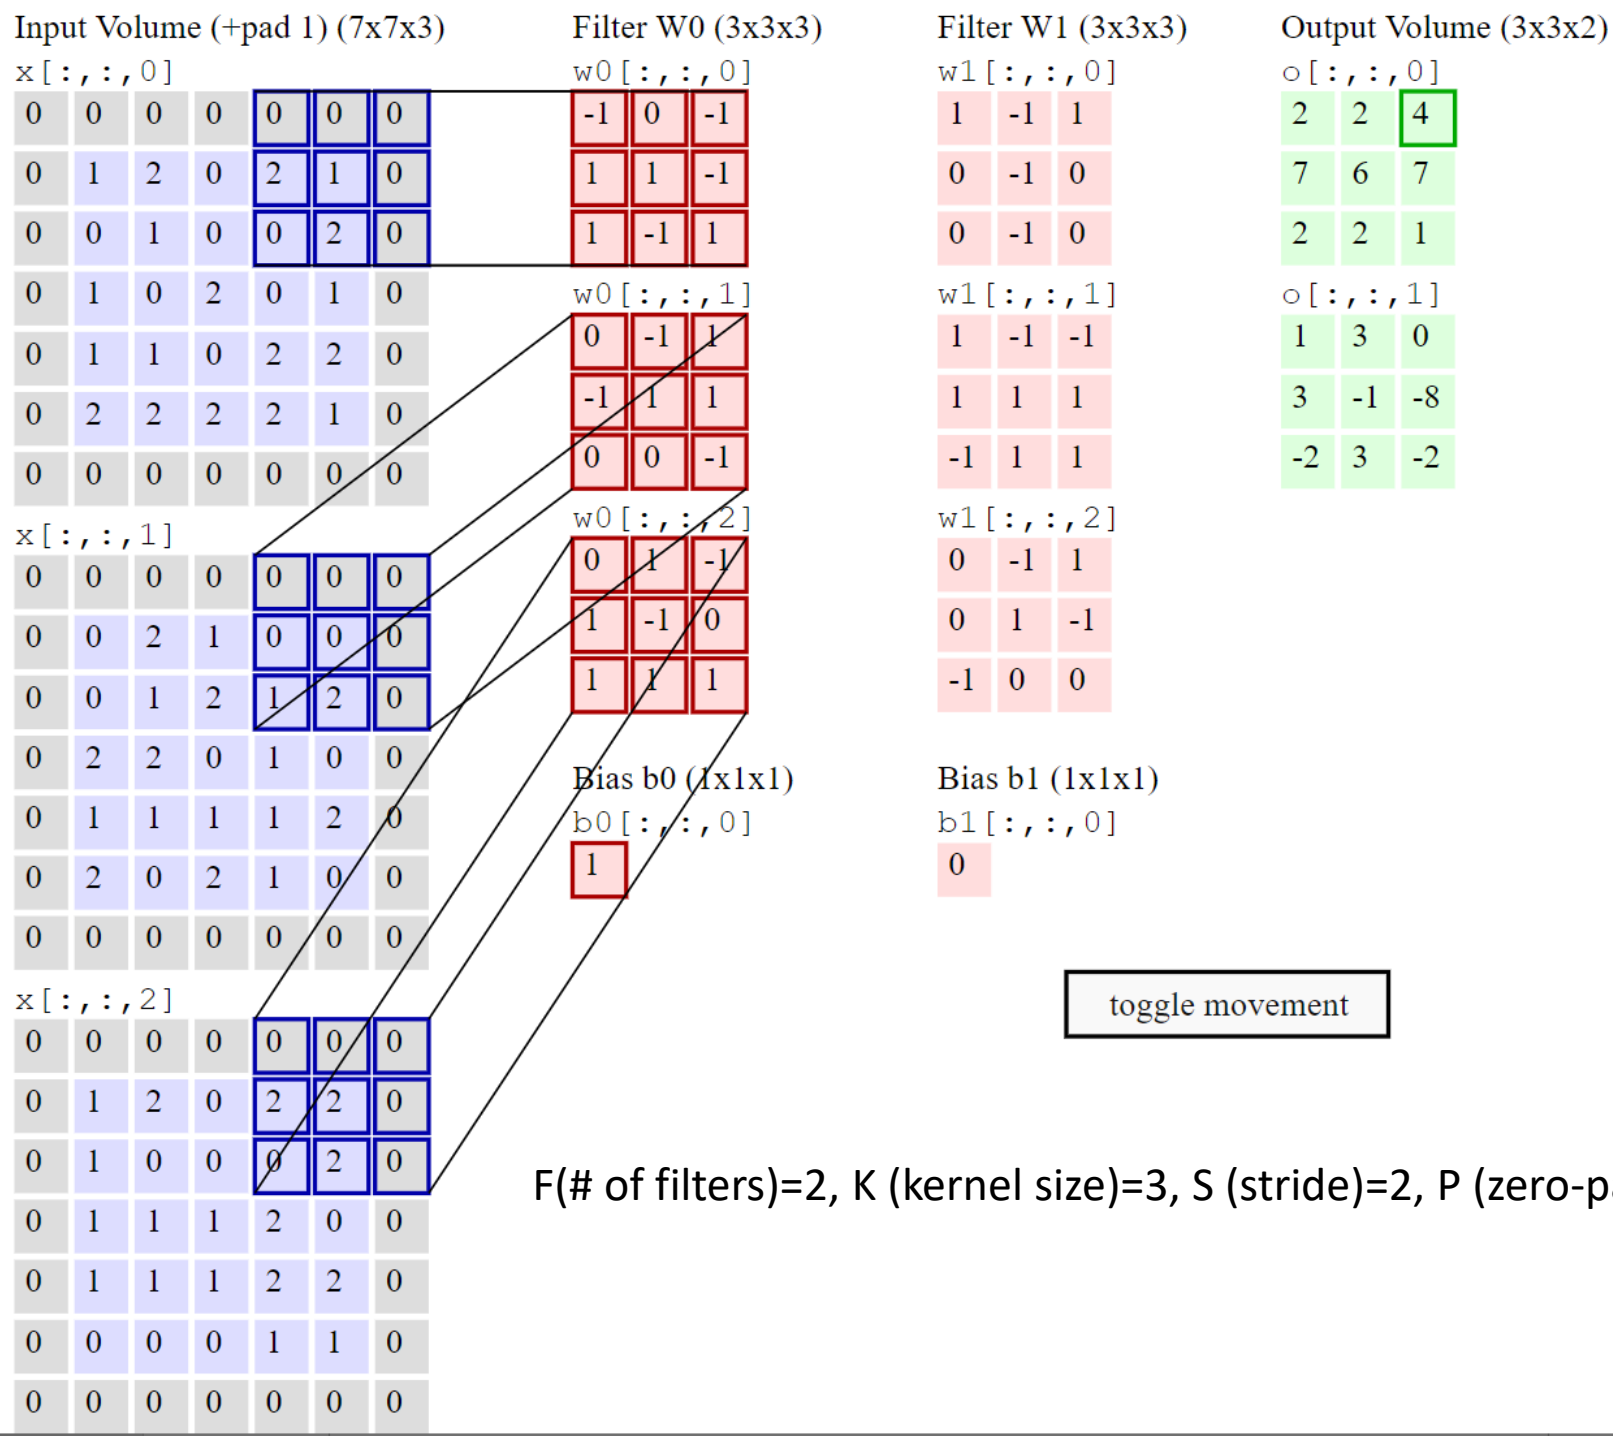 Input Volume (+pad 1) (7x7x3)
x[:,:,0]
0 0 0 0 0 0 0
0 1 2 0 2 1 0
0 0 1 0 0 2 0
0 1 0 2 0 1 0
0 1 1 0 2 2 0
0 2 2 2 2 1 0
0 0 0 0 0 0 0
x[:,:,1]
0 0 0 0 0 0 0
0 0 2 1 0 0 0
0 0 1 2 1 2 0
0 2 2 0 1 0 0
0 1 1 1 1 2 0
0 2 0 2 1 0 0
0 0 0 0 0 0 0
x[:,:,2]
0 0 0 0 0 0 0
0 1 2 0 2 2 0
0 1 0 0 0 2 0
0 1 1 1 2 0 0
0 1 1 1 2 2 0
0 0 0 0 1 1 0
0 0 0 0 0 0 0
Filter W0 (3x3x3)
w0[:,:,0]
-1 0 -1
1 1 -1
1 -1 1
w0[:,:,1]
0 -1 1
-1 1 1
0 0 -1
w0[:,:,2]
0 1 -1
1 -1 0
1 1 1
Bias b0 (1x1x1)
b0[:,:,0]
1
Filter W1 (3x3x3)
w1[:,:,0]
1 -1 1
0 -1 0
0 -1 0
w1[:,:,1]
1 -1 -1
1 1 1
-1 1 1
w1[:,:,2]
0 -1 1
0 1 -1
-1 0 0
Bias b1 (1x1x1)
b1[:,:,0]
0
Output Volume (3x3x2)
o[:,:,0]
2 2 4
7 6 7
2 2 1
o[:,:,1]
1 3 0
3 -1 -8
-2 3 -2
toggle movement
F(# of filters)=2, K (kernel size)=3, S (stride)=2, P (zero-p